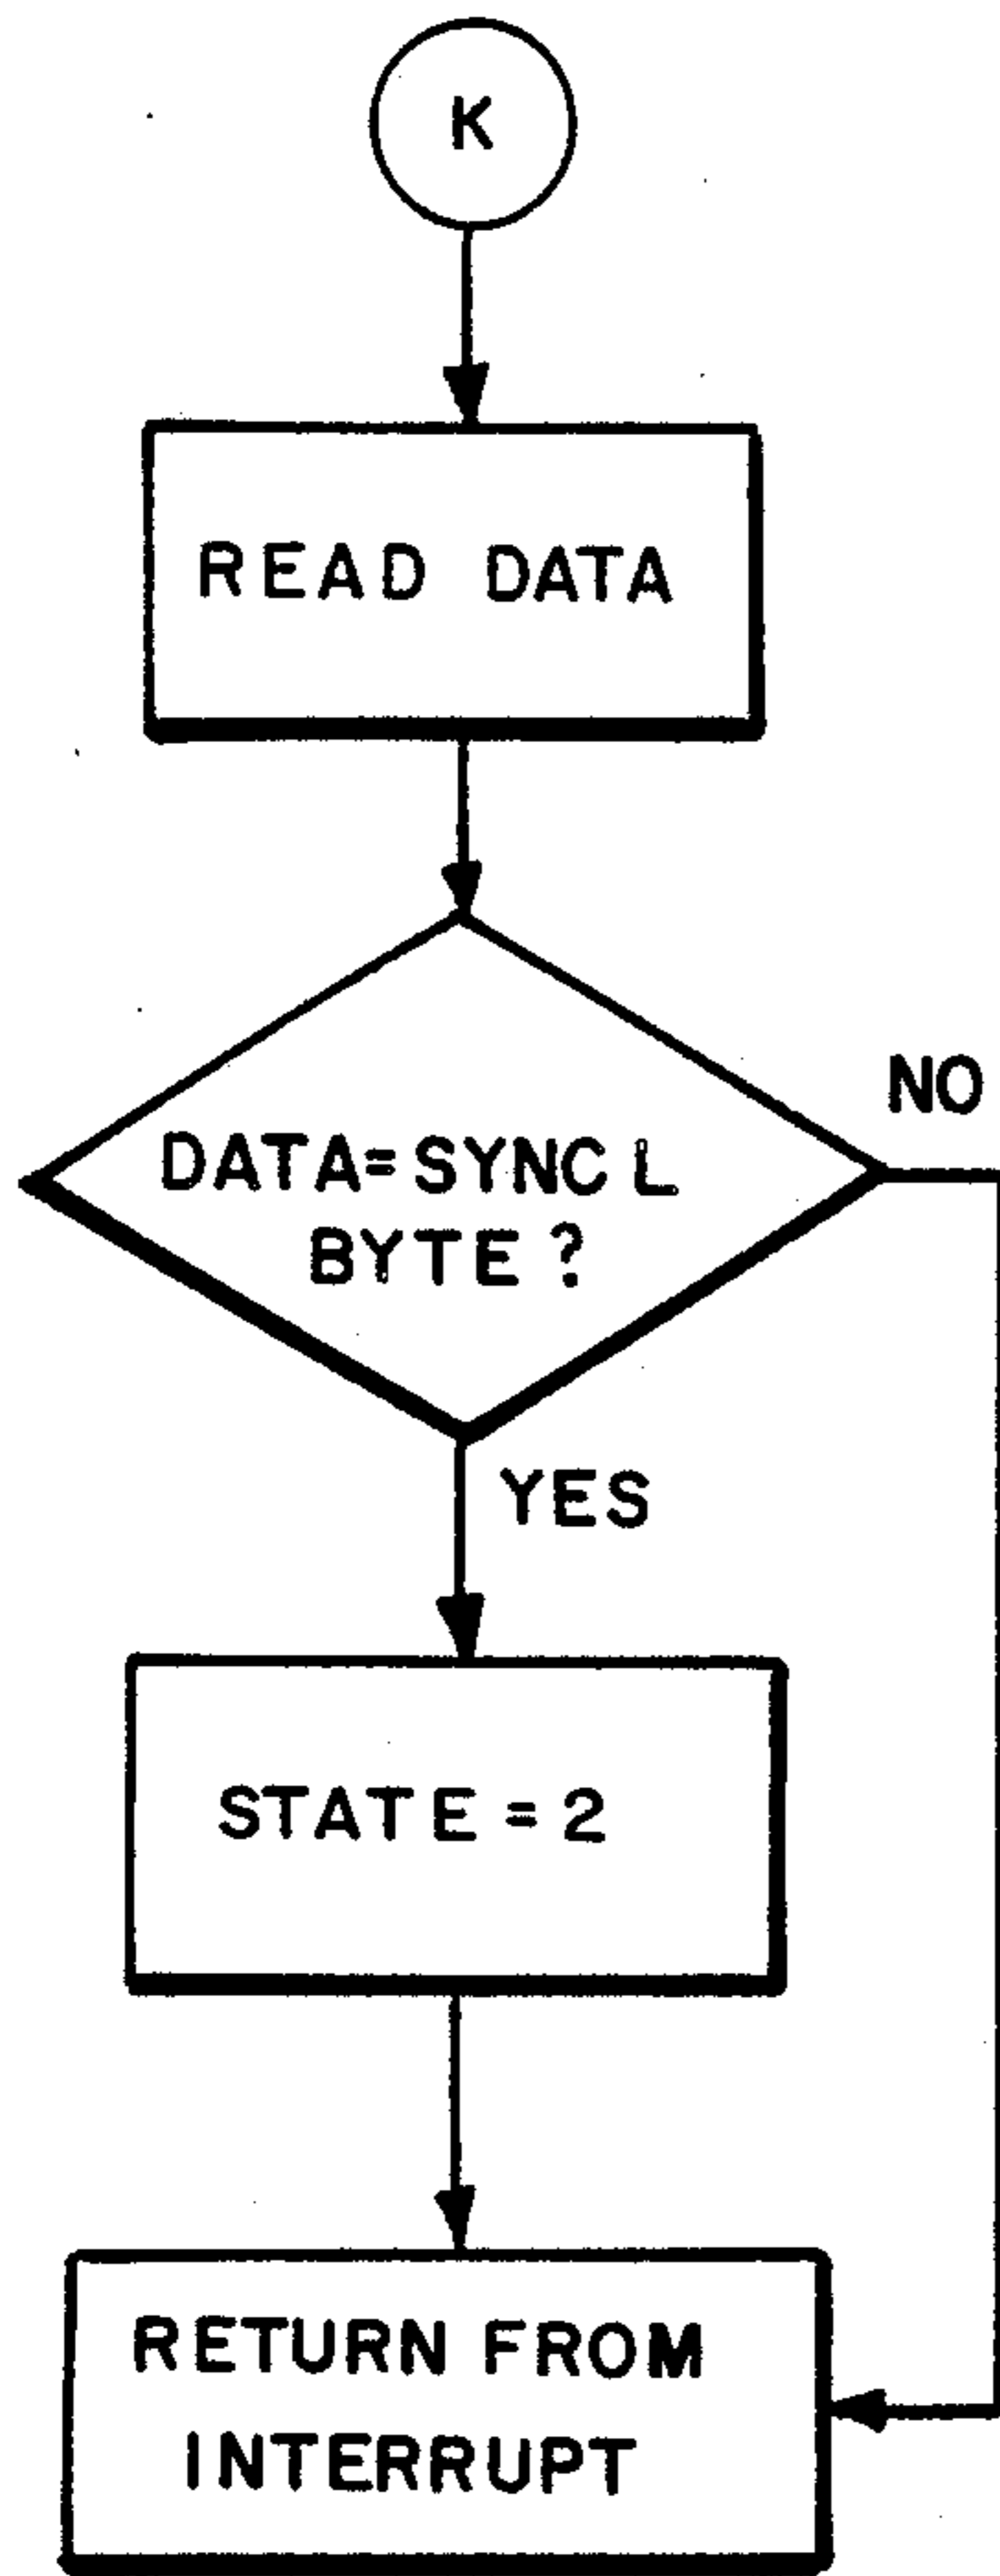 K
READ DATA
DATA=SYNC L
BYTE ?
NO
YES
STATE = 2
RETURN FROM
INTERRUPT